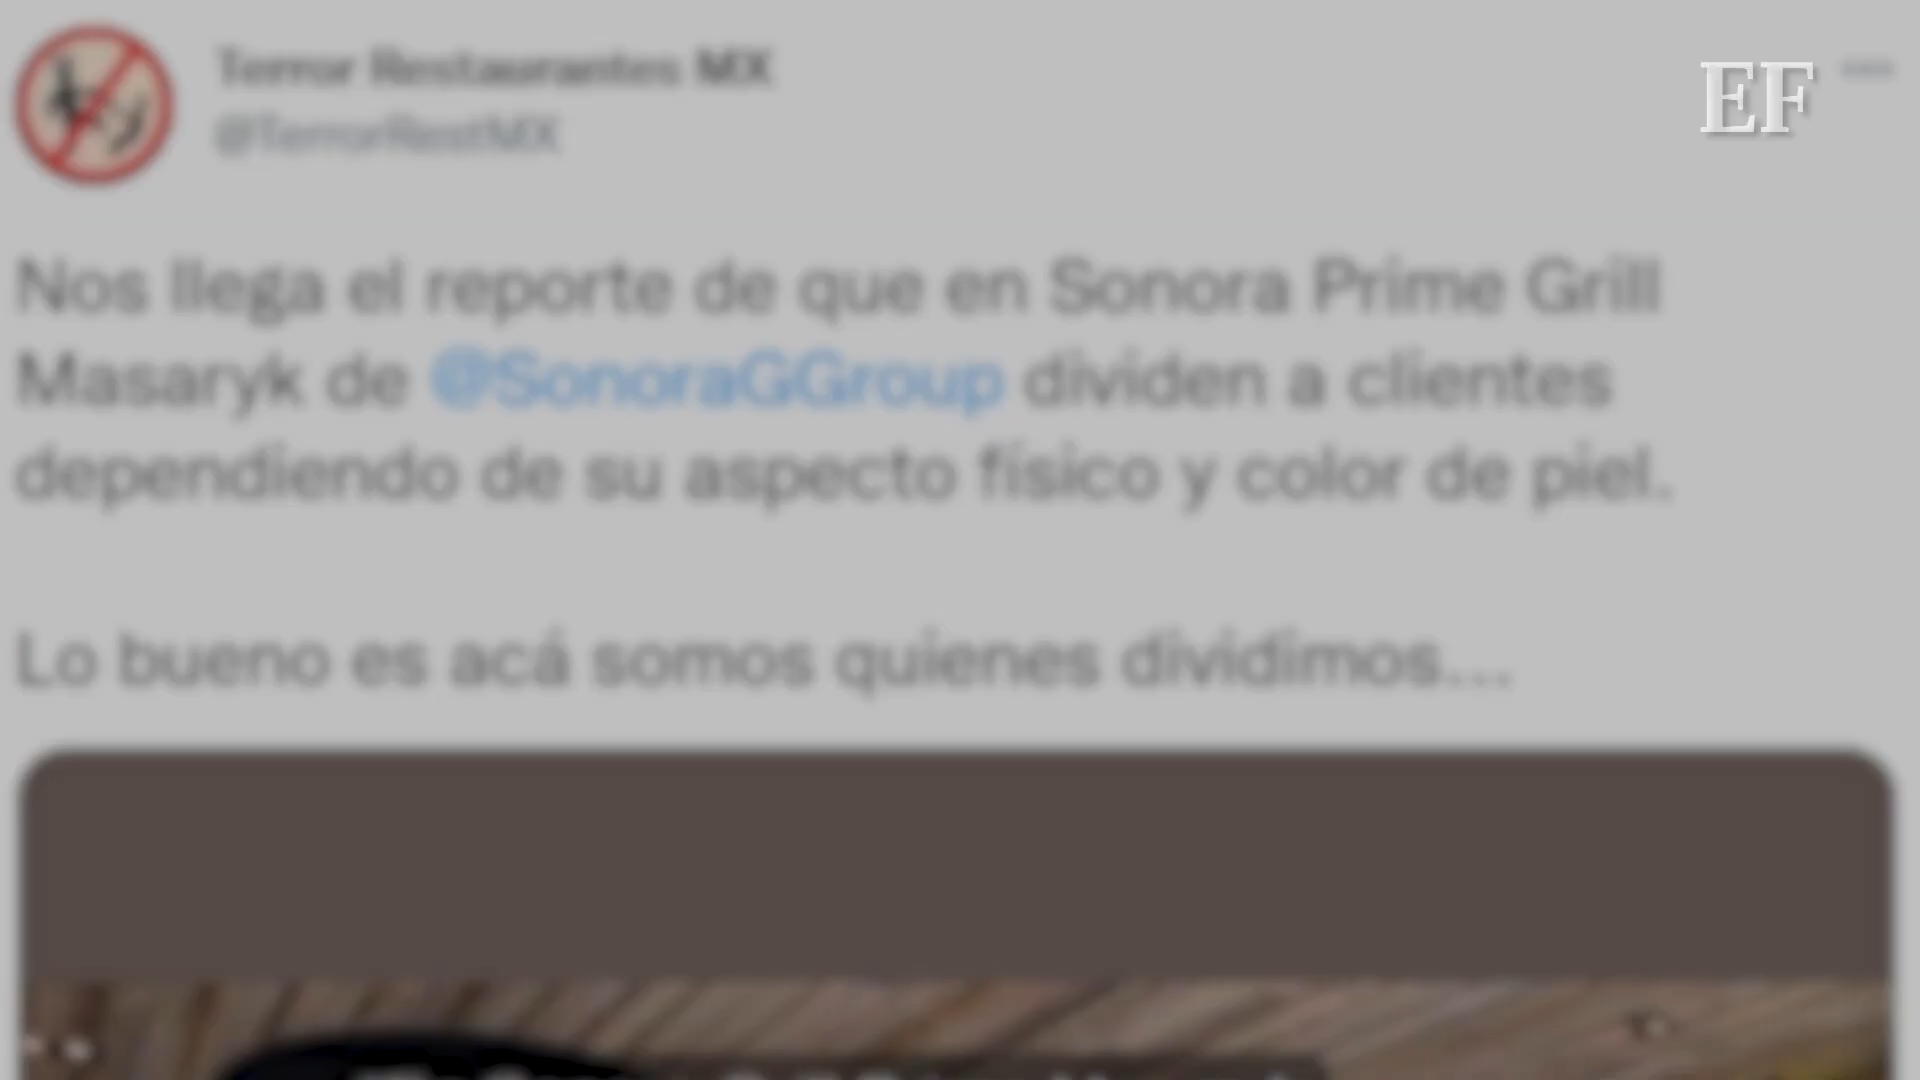 Terror Restaurantes MX
@TerrorRestMX
EF
Nos llega el reporte de que en Sonora Prime Grill
Masaryk de @SonoraGGroup dividen a clientes
dependiendo de su aspecto físico y color de piel.
Lo bueno es acá somos quienes dividimos...